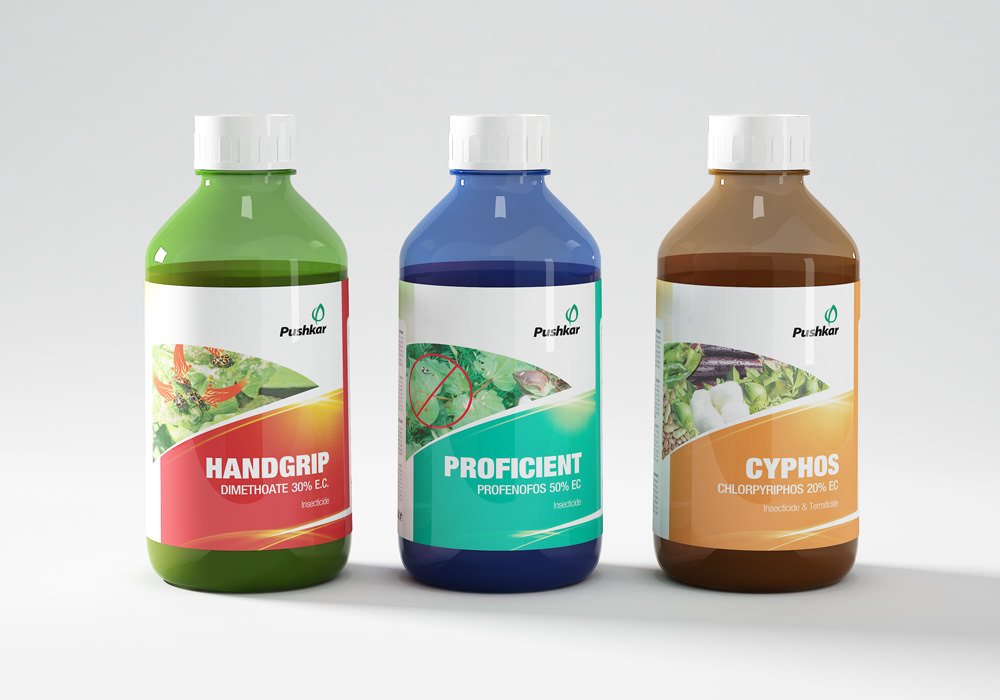 Pushkar
HANDGRIP
DIMETHOATE 30% E.C.
Insecticide
Pushkar
PROFICIENT
PROFENOFOS 50% EC
Insecticide
Pushkar
CYPHOS
CHLORPYRIPHOS 20% EC
Insecticide & Termiticide